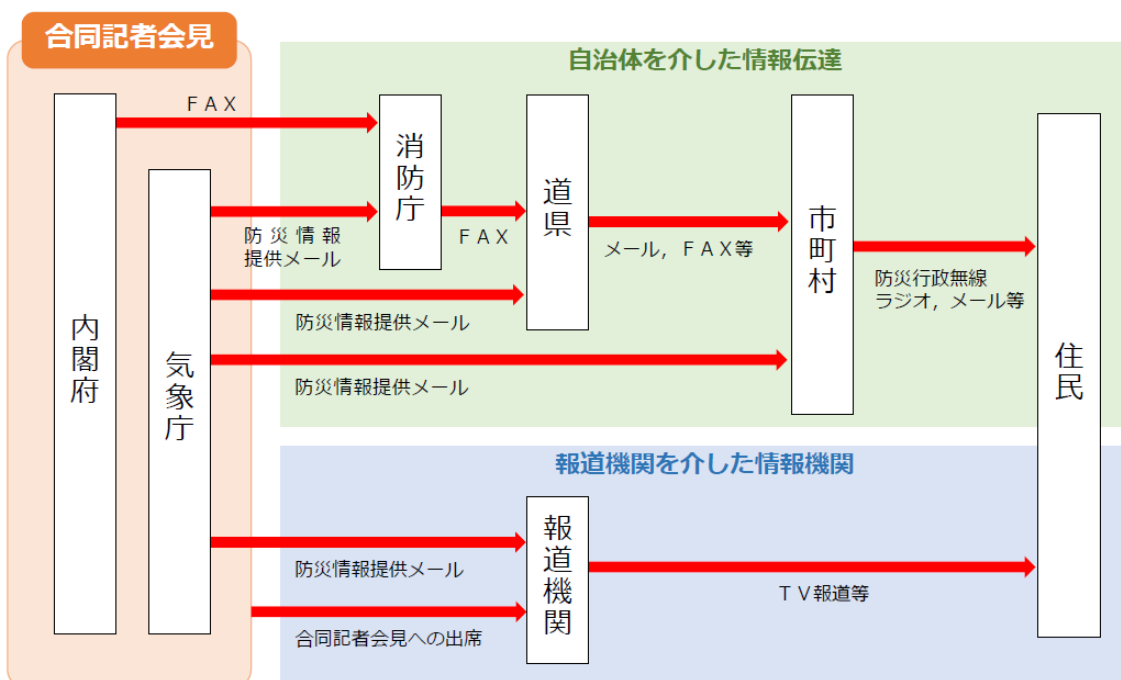 合同記者会見
自治体を介した情報伝達
ＦＡＸ
内閣府
気象庁
消防庁
道県
市町村
住民
防災情報
提供メール
ＦＡＸ
メール，ＦＡＸ等
防災行政無線
ラジオ，メール等
防災情報提供メール
防災情報提供メール
報道機関を介した情報機関
報道機関
防災情報提供メール
ＴＶ報道等
合同記者会見への出席